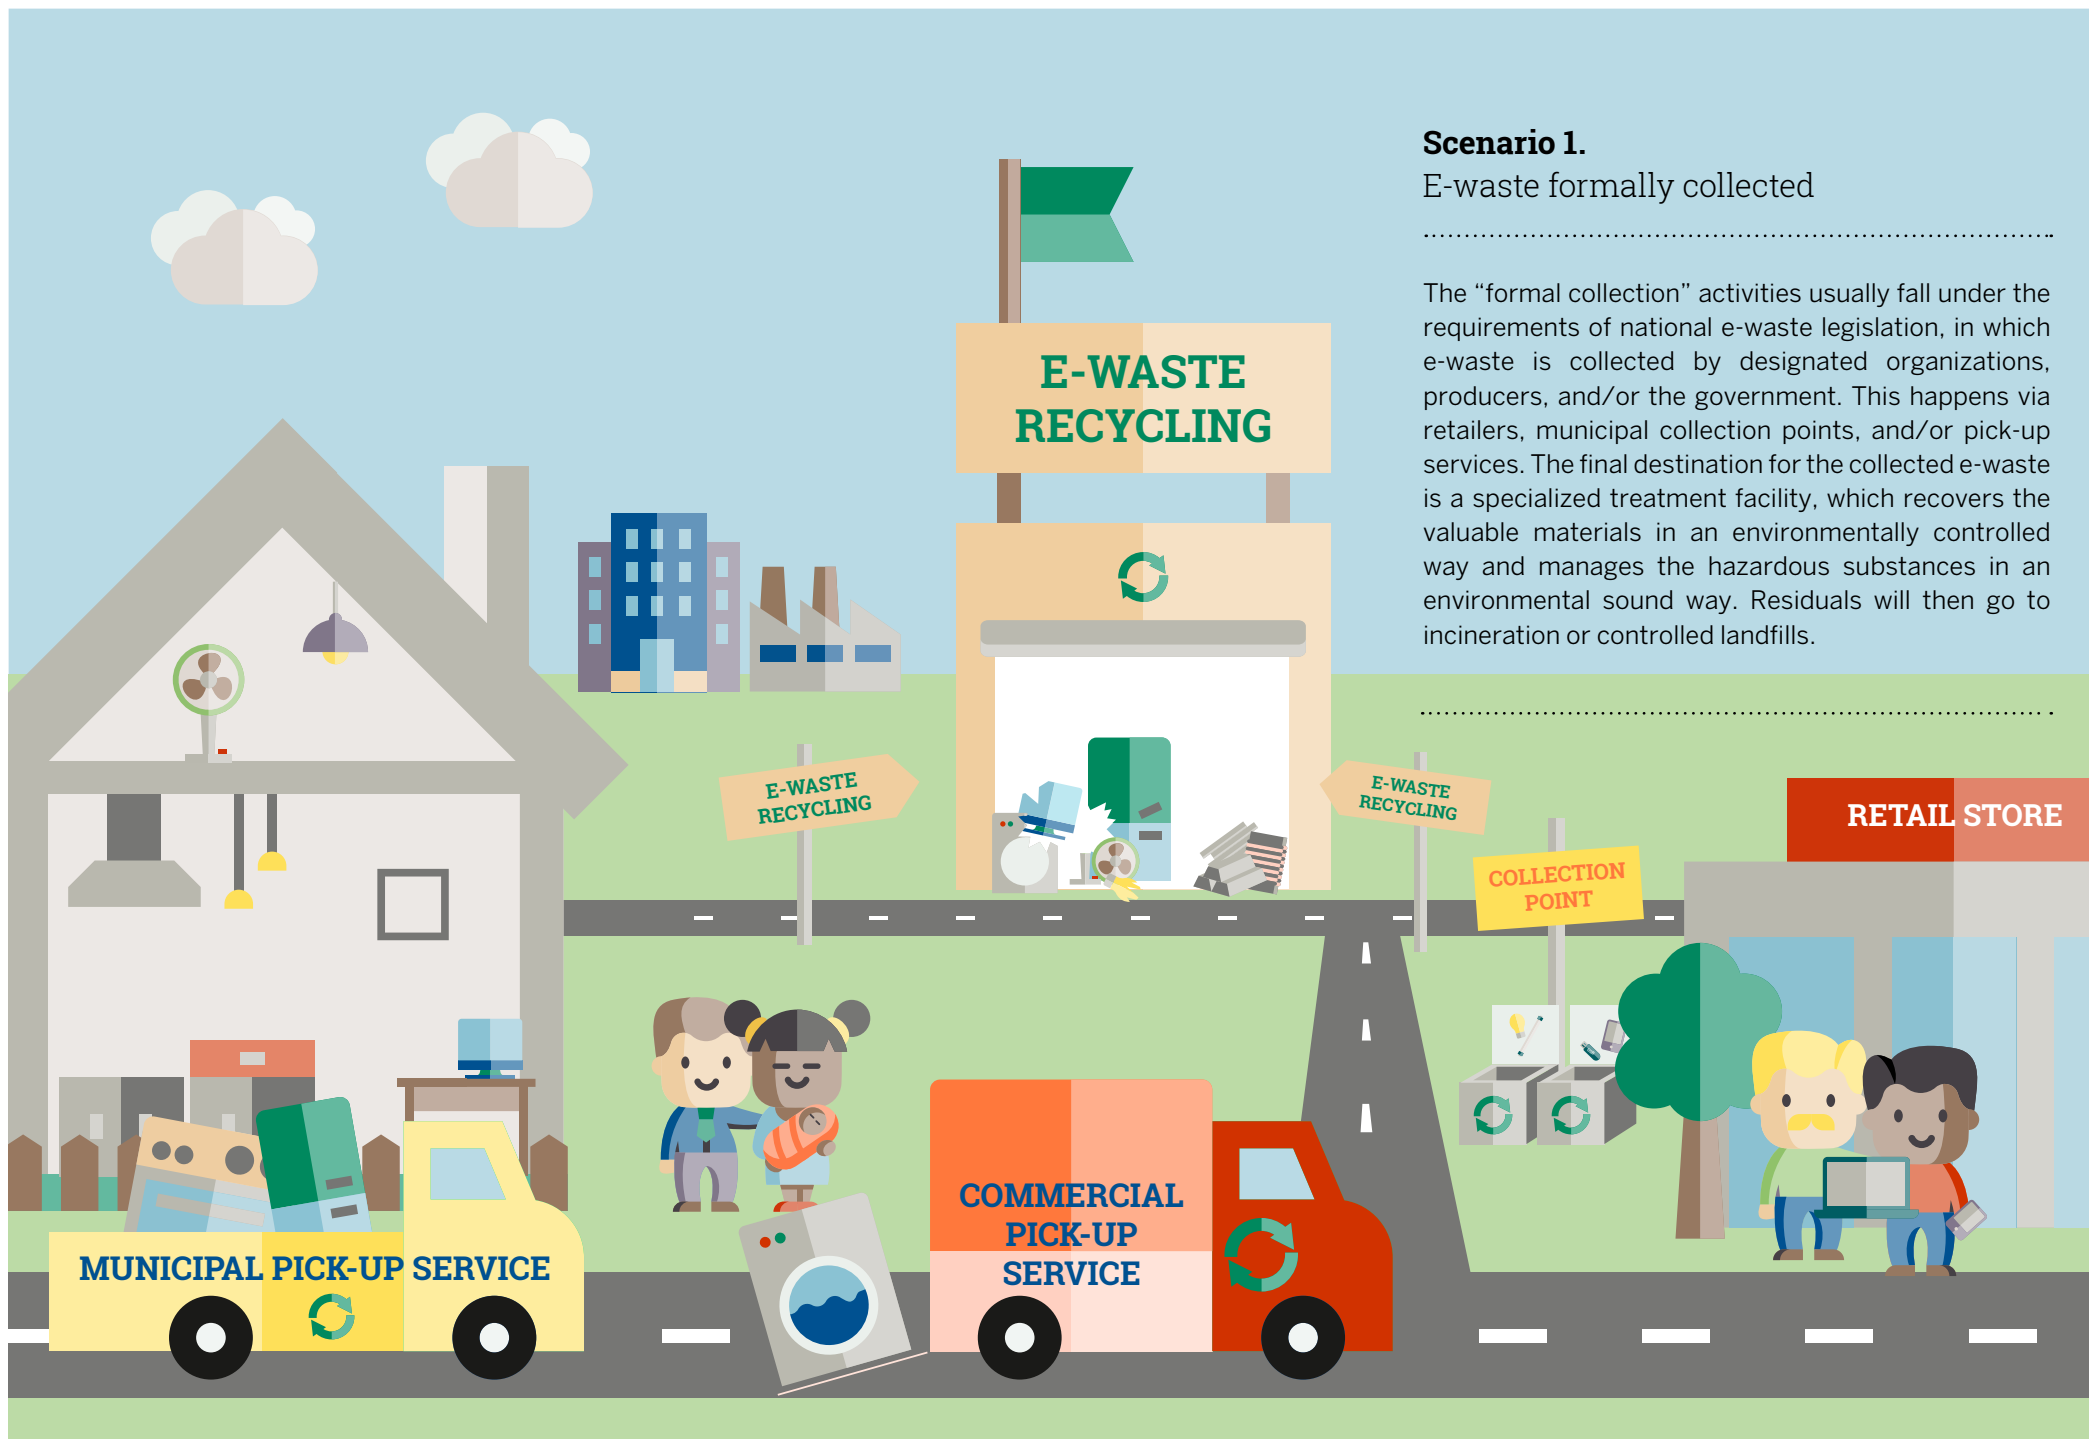 Scenario 1.
E-waste formally collected
The “formal collection” activities usually fall under the
requirements of national e-waste legislation, in which
e-waste is collected by designated organizations,
producers, and/or the government. This happens via
retailers, municipal collection points, and/or pick-up
services. The final destination for the collected e-waste
is a specialized treatment facility, which recovers the
valuable materials in an environmentally controlled
way and manages the hazardous substances in an
environmental sound way. Residuals will then go to
incineration or controlled landfills.
E-WASTE
RECYCLING
E-WASTE
RECYCLING
E-WASTE
RECYCLING
RETAIL STORE
COLLECTION
POINT
MUNICIPAL PICK-UP SERVICE
COMMERCIAL
PICK-UP
SERVICE